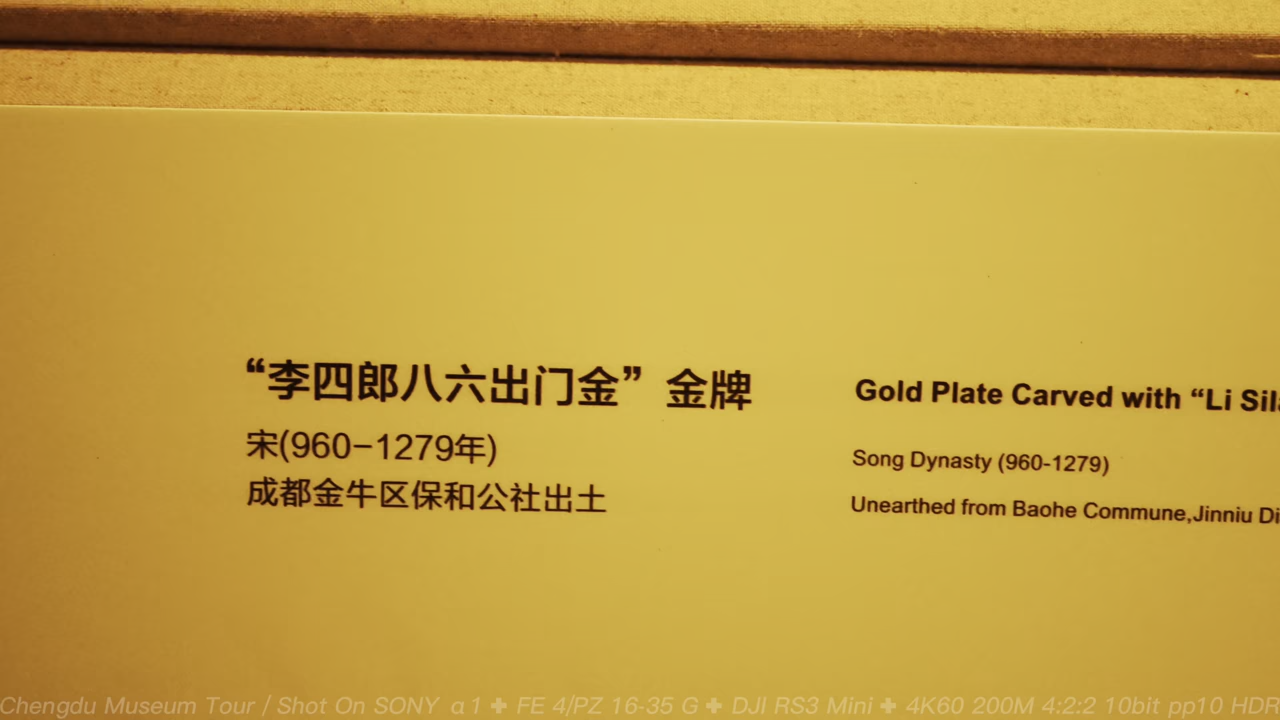 “李四郎八六出门金” 金牌
宋(960-1279年)
成都金牛区保和公社出土
Gold Plate Carved with “Li
Song Dynasty (960-1279)
Unearthed from Baohe Commune,Jinniu
Chengdu Museum Tour / Shot On SONY α1 ✚ FE 4/PZ 16-35 G ✚ DJI RS3 Mini ✚ 4K60 200M 4:2:2 10bit pp10 HDR